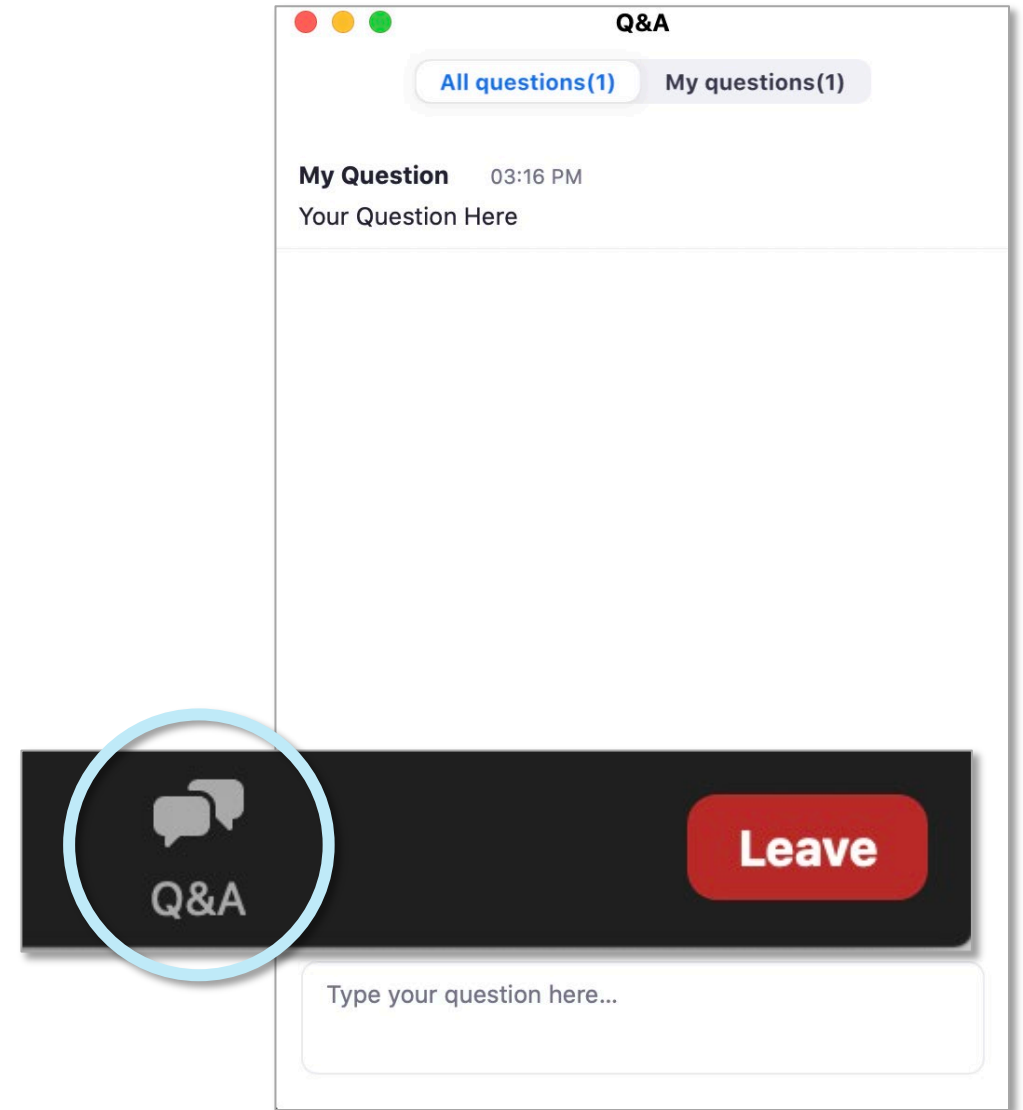 Q&A
All questions(1) My questions(1)
My Question 03:16 PM
Your Question Here
Q&A
Leave
Type your question here...